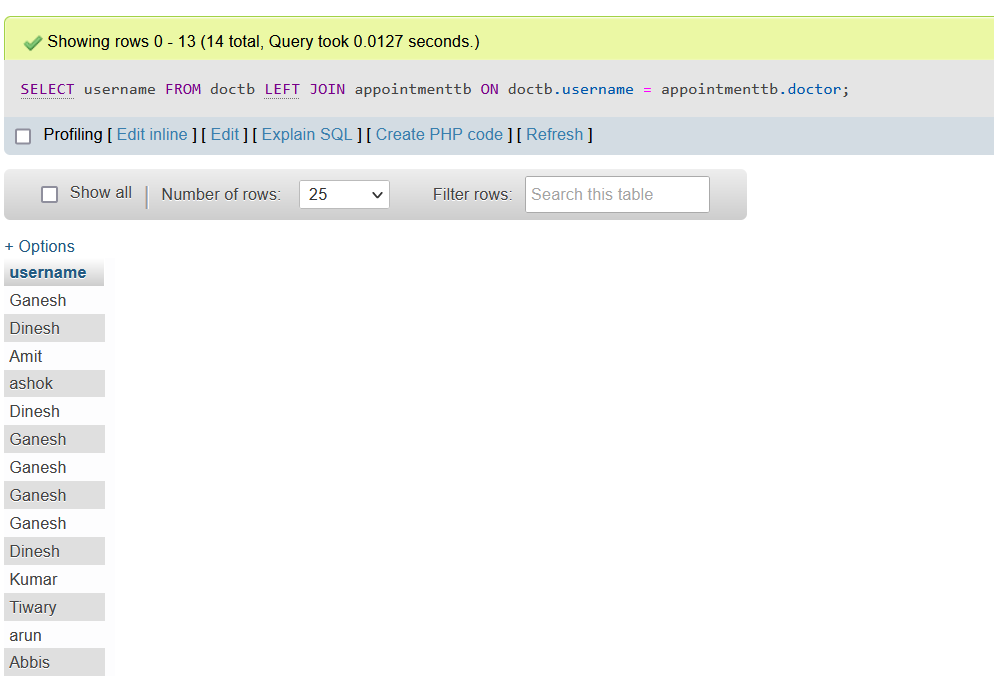 Showing rows 0 - 13 (14 total, Query took 0.0127 seconds.)
SELECT username FROM doctb LEFT JOIN appointmenttb ON doctb.username = appointmenttb.doctor;
Profiling [ Edit inline ] [ Edit ] [ Explain SQL ] [ Create PHP code ] [ Refresh ]
Show all | Number of rows: 25 Filter rows: Search this table
+ Options
username
Ganesh
Dinesh
Amit
ashok
Dinesh
Ganesh
Ganesh
Ganesh
Ganesh
Dinesh
Kumar
Tiwary
arun
Abbis